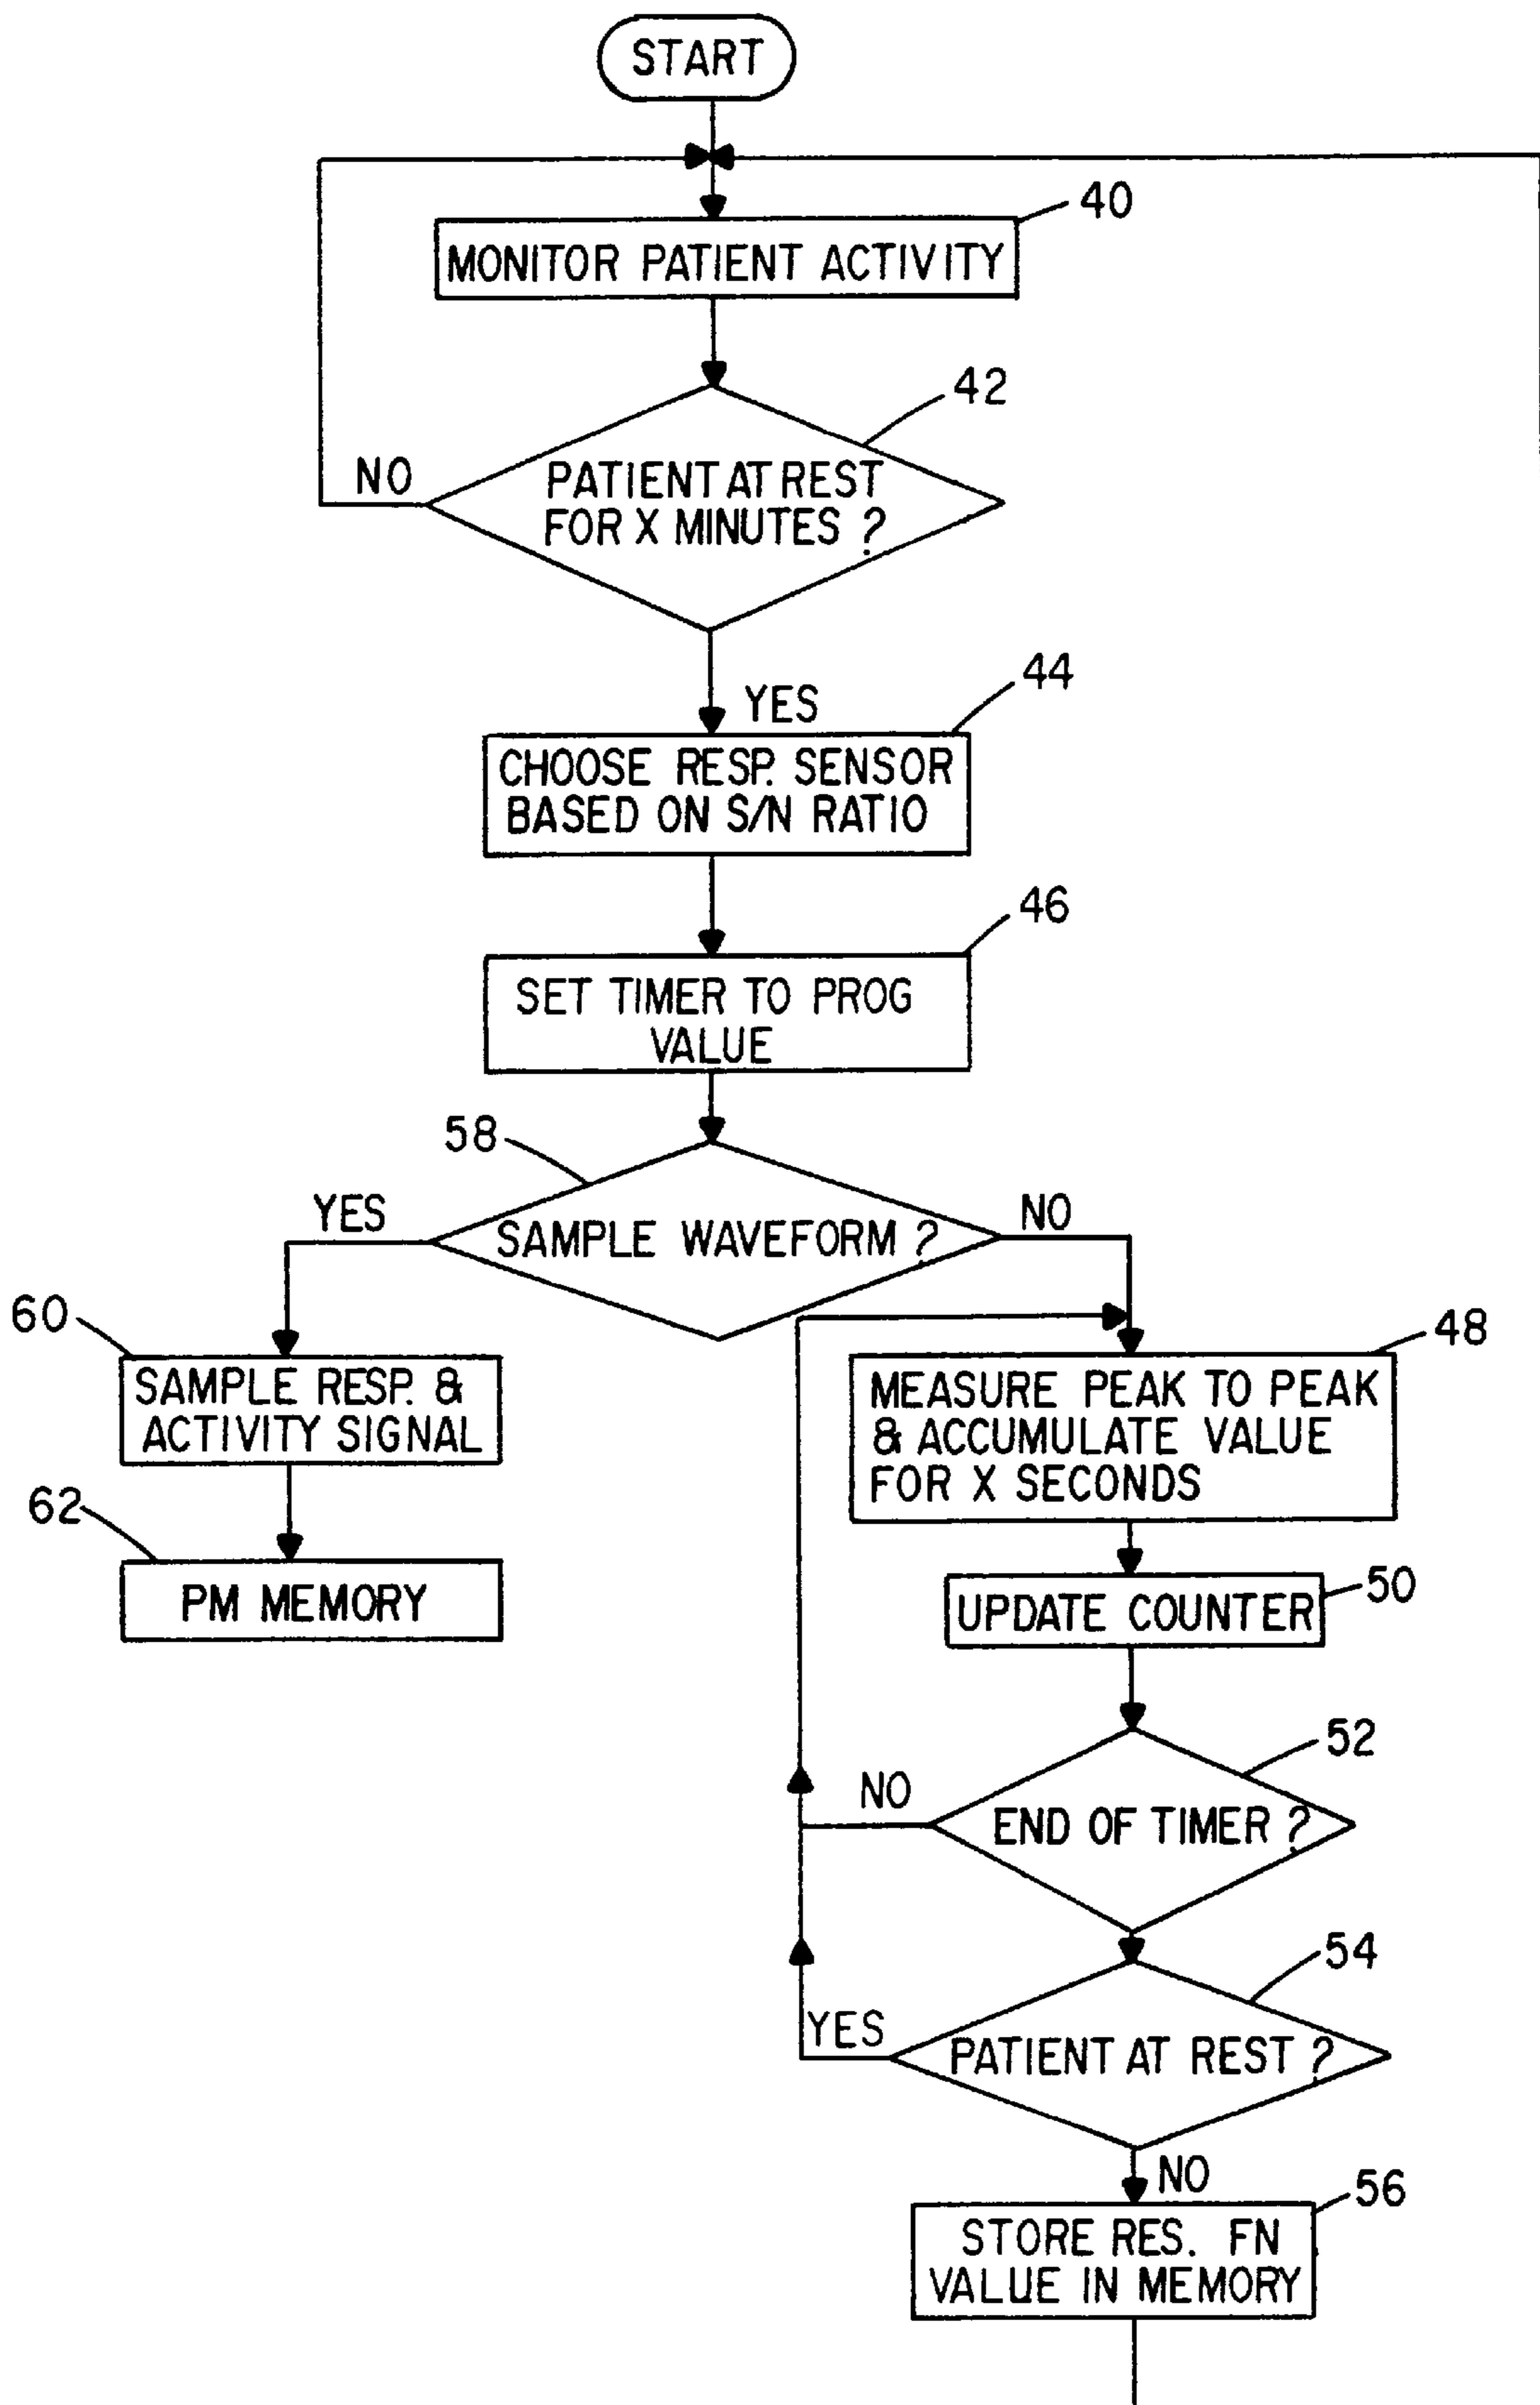 START
40
MONITOR PATIENT ACTIVITY
42
NO
PATIENT AT REST
FOR X MINUTES ?
YES
44
CHOOSE RESP. SENSOR
BASED ON S/N RATIO
46
SET TIMER TO PROG
VALUE
58
YES
SAMPLE WAVEFORM ?
NO
60
SAMPLE RESP. &
ACTIVITY SIGNAL
48
MEASURE PEAK TO PEAK
& ACCUMULATE VALUE
FOR X SECONDS
62
PM MEMORY
50
UPDATE COUNTER
52
NO
END OF TIMER ?
54
YES
PATIENT AT REST ?
NO
56
STORE RES. FN
VALUE IN MEMORY